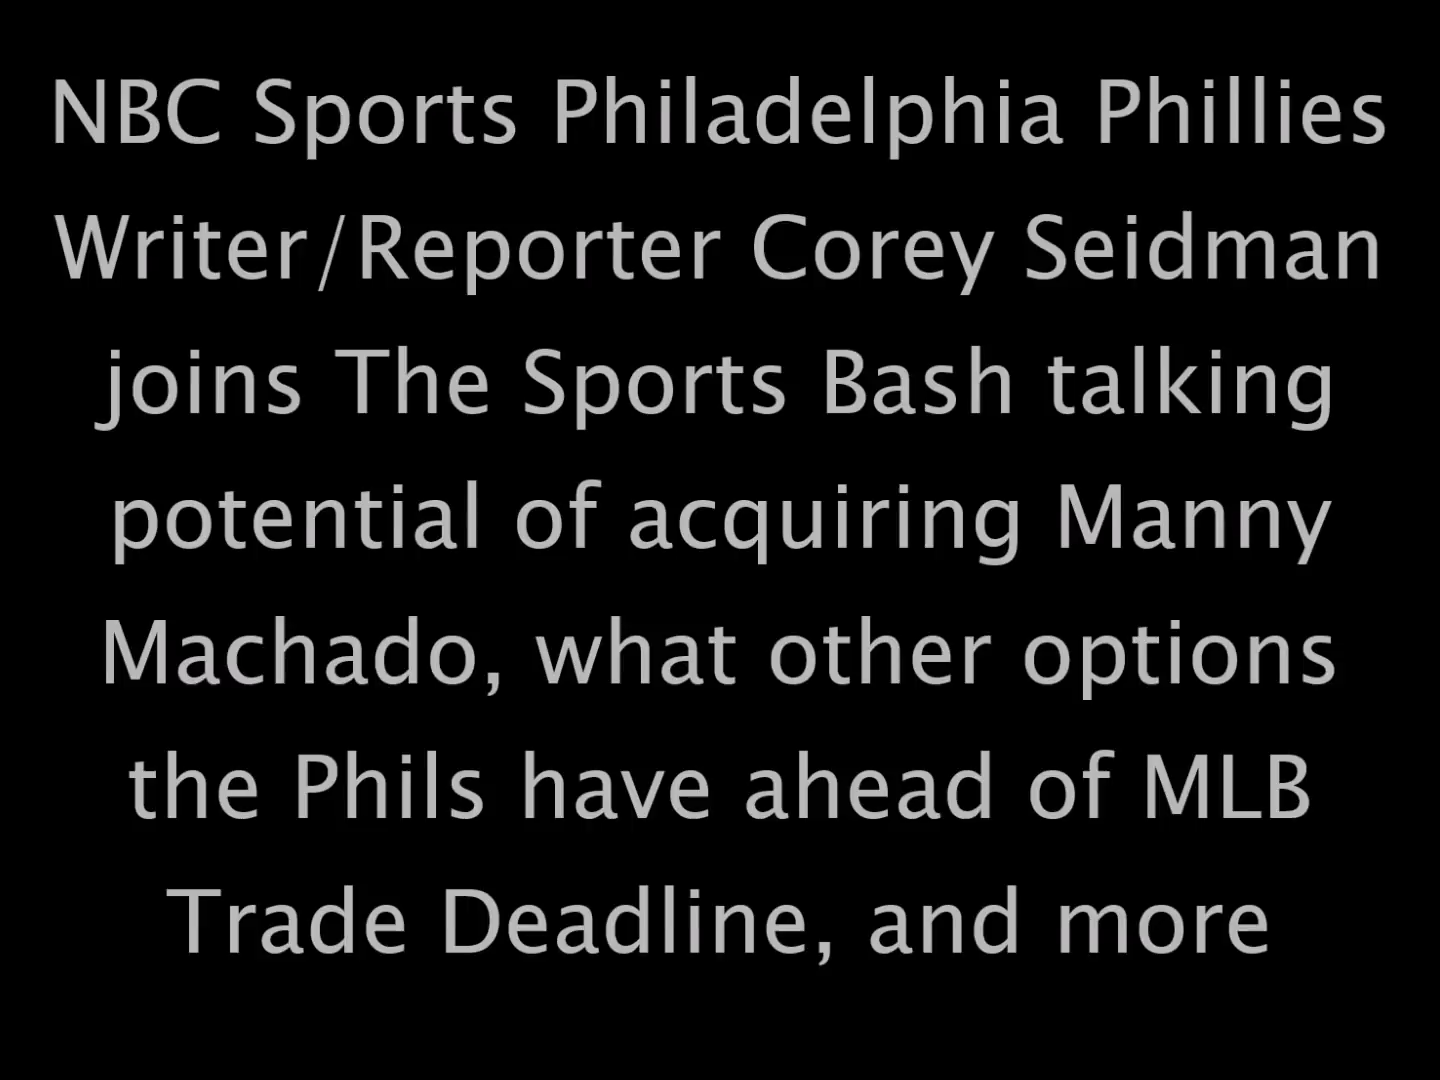 NBC Sports Philadelphia Phillies
Writer/Reporter Corey Seidman
joins The Sports Bash talking
potential of acquiring Manny
Machado, what other options
the Phils have ahead of MLB
Trade Deadline, and more